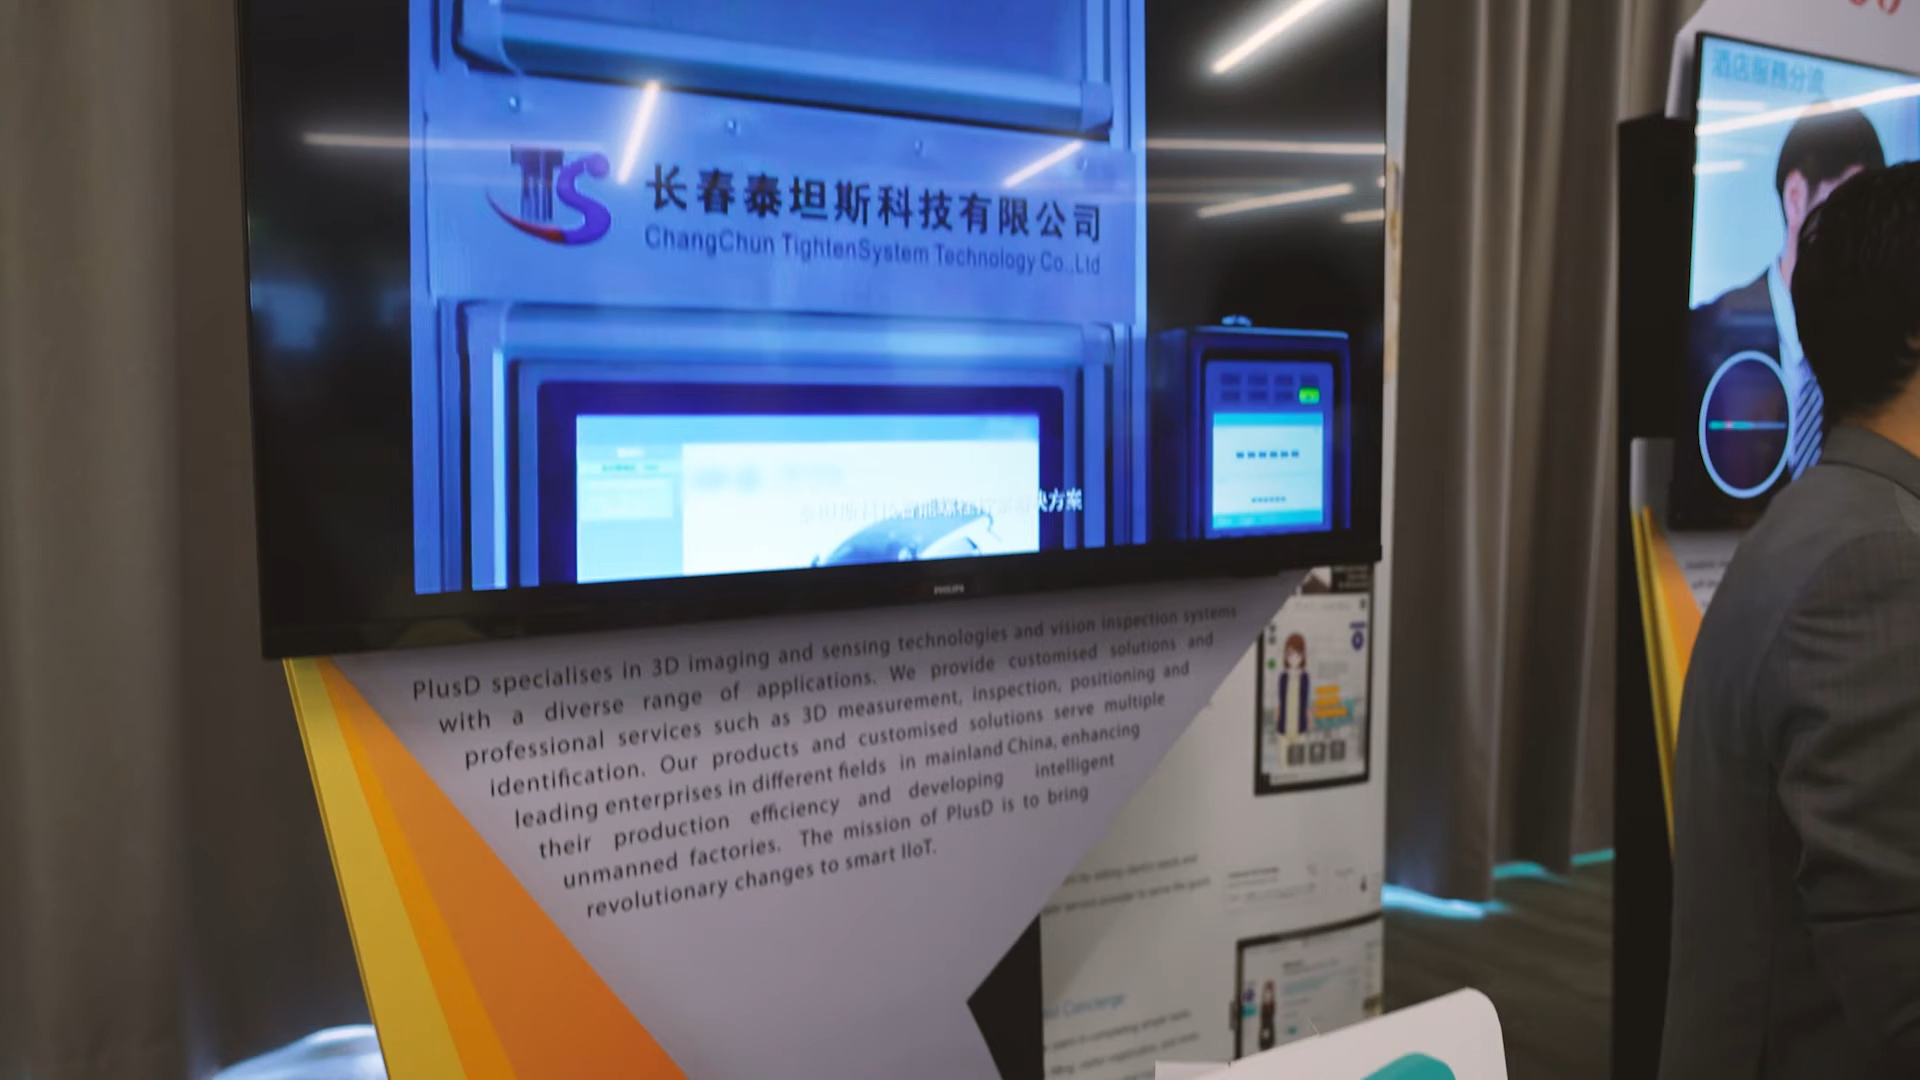 TTS
长春泰坦斯科技有限公司
ChangChun TightenSystem Technology Co.,Ltd
决方案
PHILIPS
PlusD specialises in 3D imaging and sensing technologies and vision inspection systems
with a diverse range of applications. We provide customised solutions and
professional services such as 3D measurement, inspection, positioning and
identification. Our products and customised solutions serve multiple
leading enterprises in different fields in mainland China, enhancing
their production efficiency and developing intelligent
unmanned factories. The mission of PlusD is to bring
revolutionary changes to smart IIoT.
酒店服務分流
Concierge